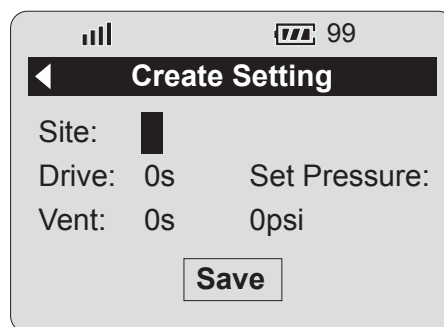 99
Create Setting
Site:
Drive: 0s Set Pressure:
Vent: 0s 0psi
Save